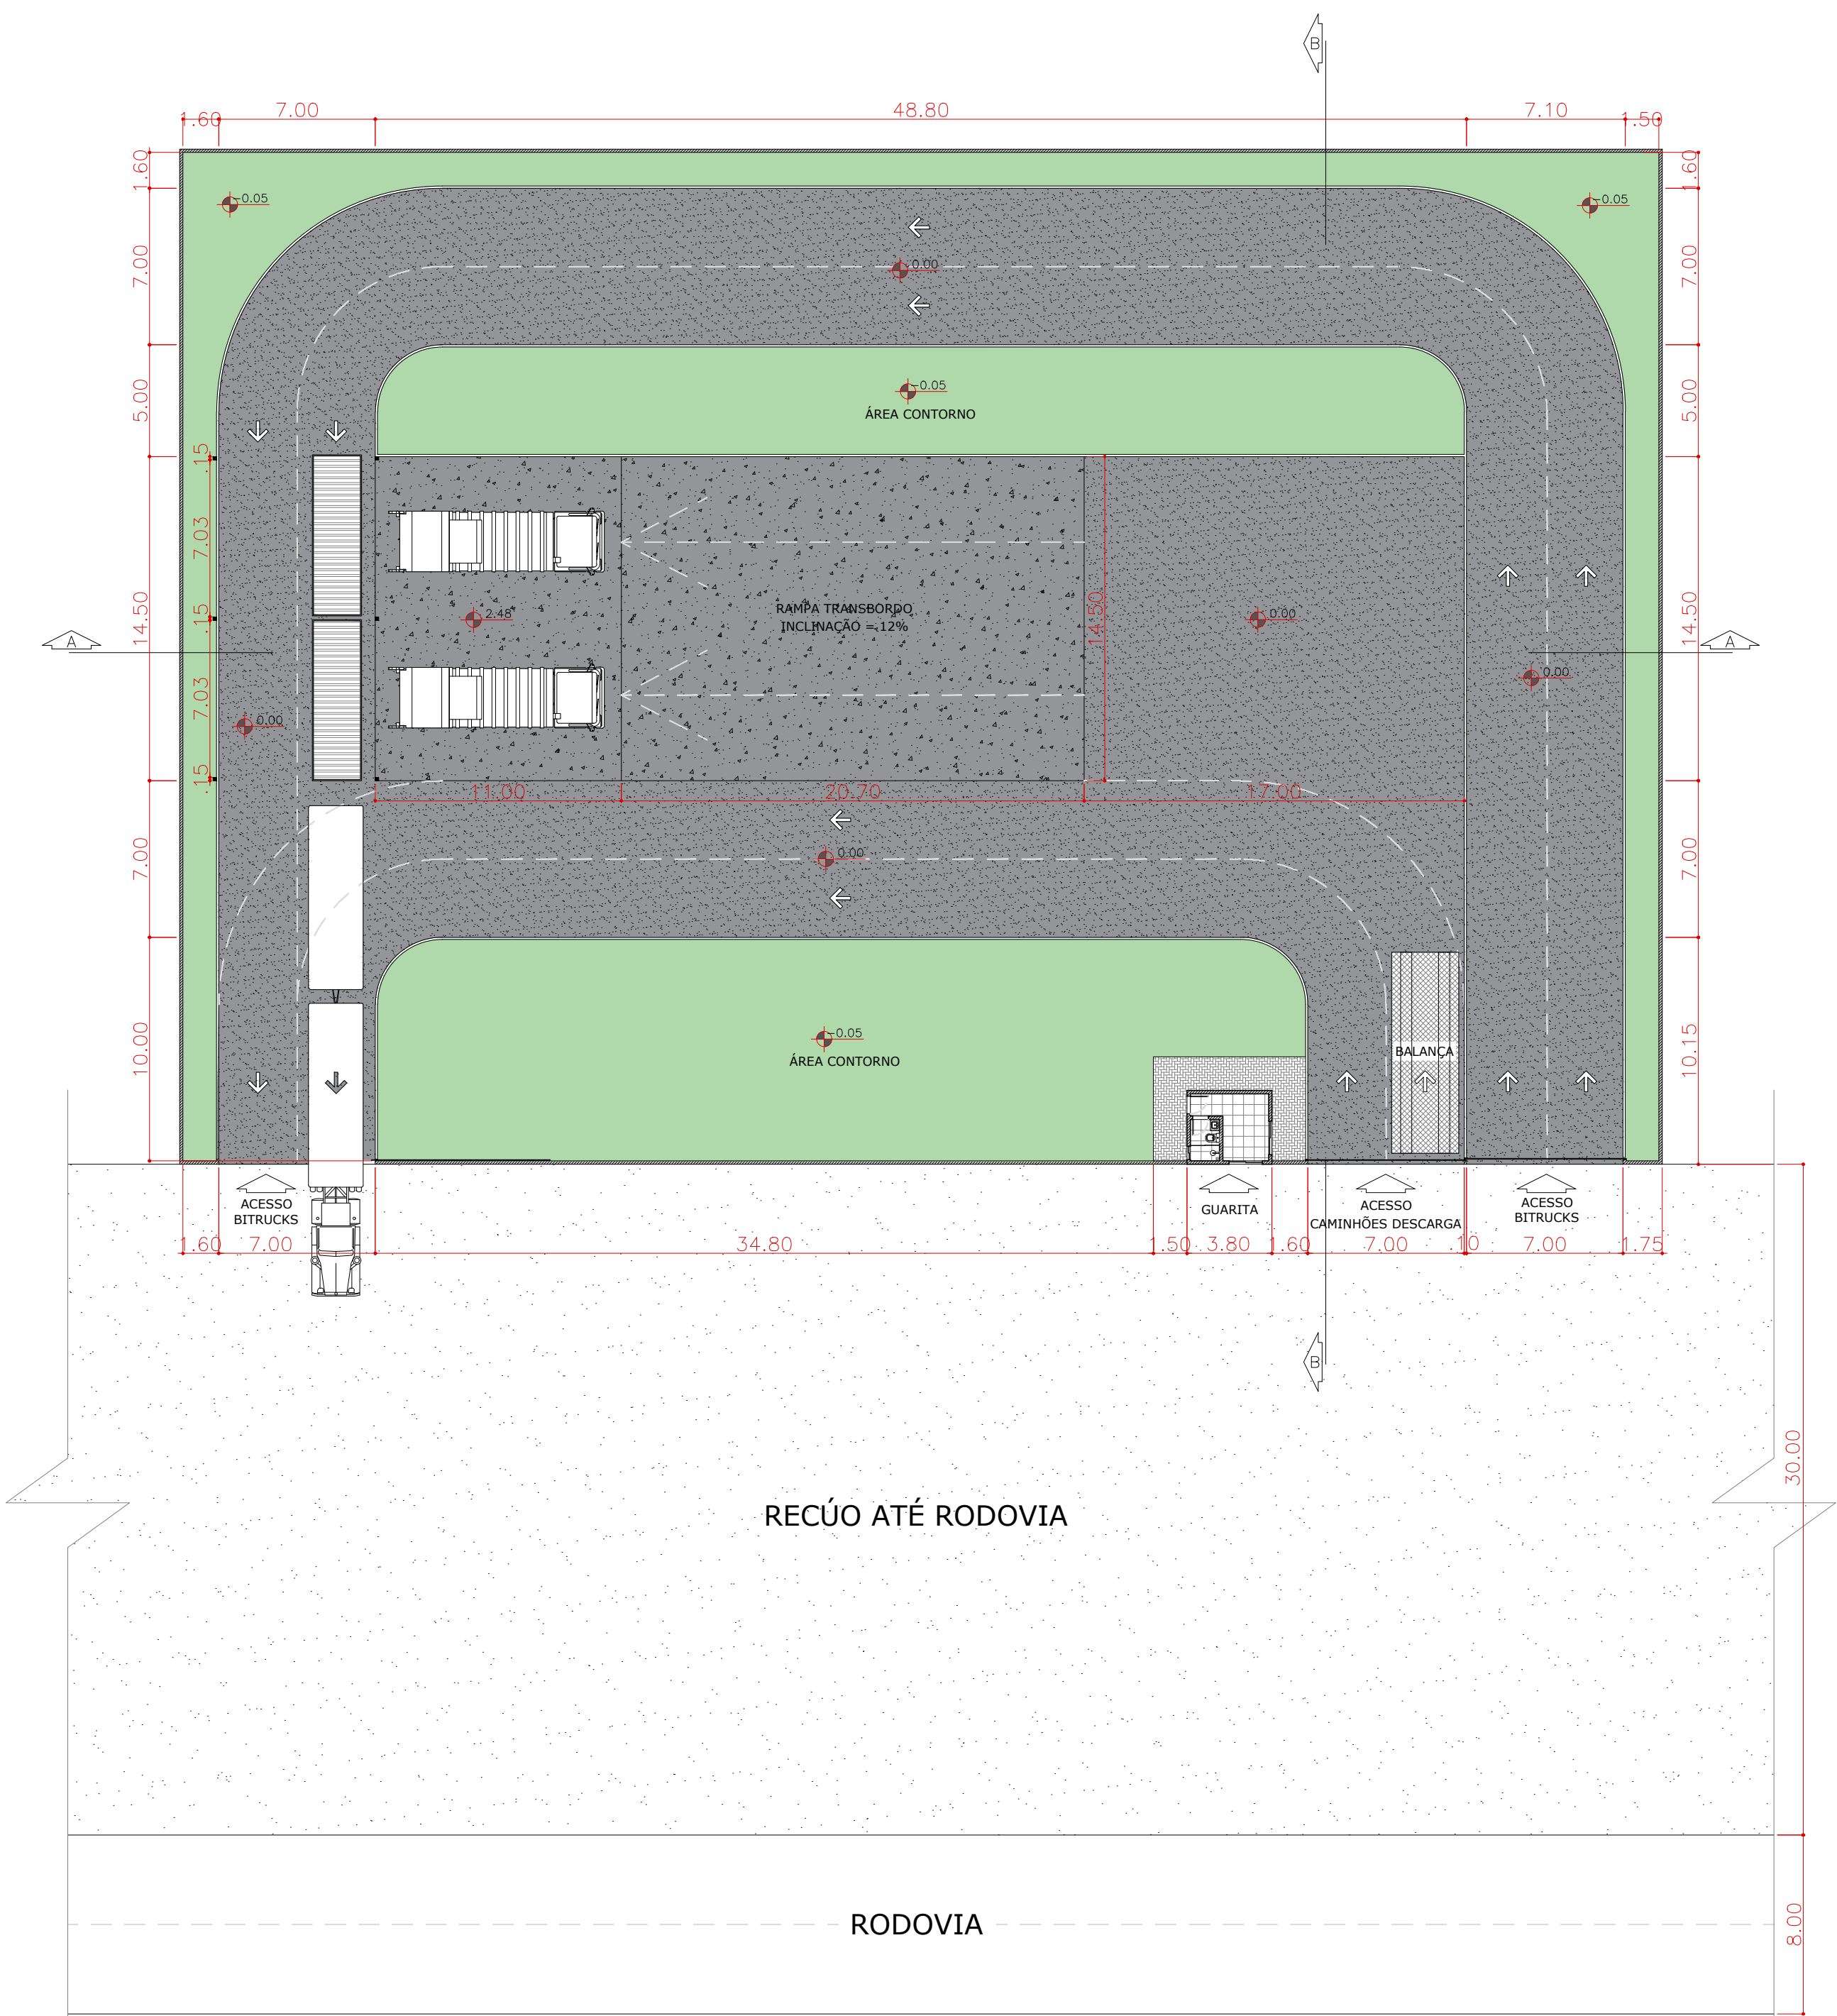 B
1.60
7.00
48.80
7.10
1.50
1.60
1.60
-0.05
-0.05
7.00
0.00
7.00
5.00
-0.05
ÁREA CONTORNO
5.00
.15
7.03
14.50
.15
2.48
RAMPA TRANSBORDO
INCLINAÇÃO = 12%
14.50
0.00
14.50
A
A
7.03
0.00
0.00
.15
11.00
20.70
17.00
7.00
0.00
7.00
10.00
-0.05
ÁREA CONTORNO
BALANÇA
10.15
ACESSO
BITRUCKS
GUARITA
ACESSO
CAMINHÕES DESCARGA
ACESSO
BITRUCKS
1.60
7.00
34.80
1.50
3.80
1.60
7.00
.10
7.00
1.75
B
30.00
RECÚO ATÉ RODOVIA
RODOVIA
8.00